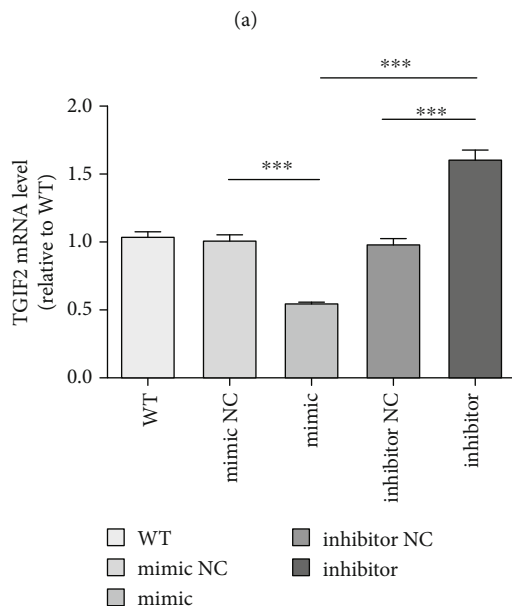 (a)
***
***
***
TGIF2 mRNA level
(relative to WT)
2.0
1.5
1.0
0.5
0.0
WT
mimic NC
mimic
inhibitor NC
inhibitor
WT
mimic NC
mimic
inhibitor NC
inhibitor